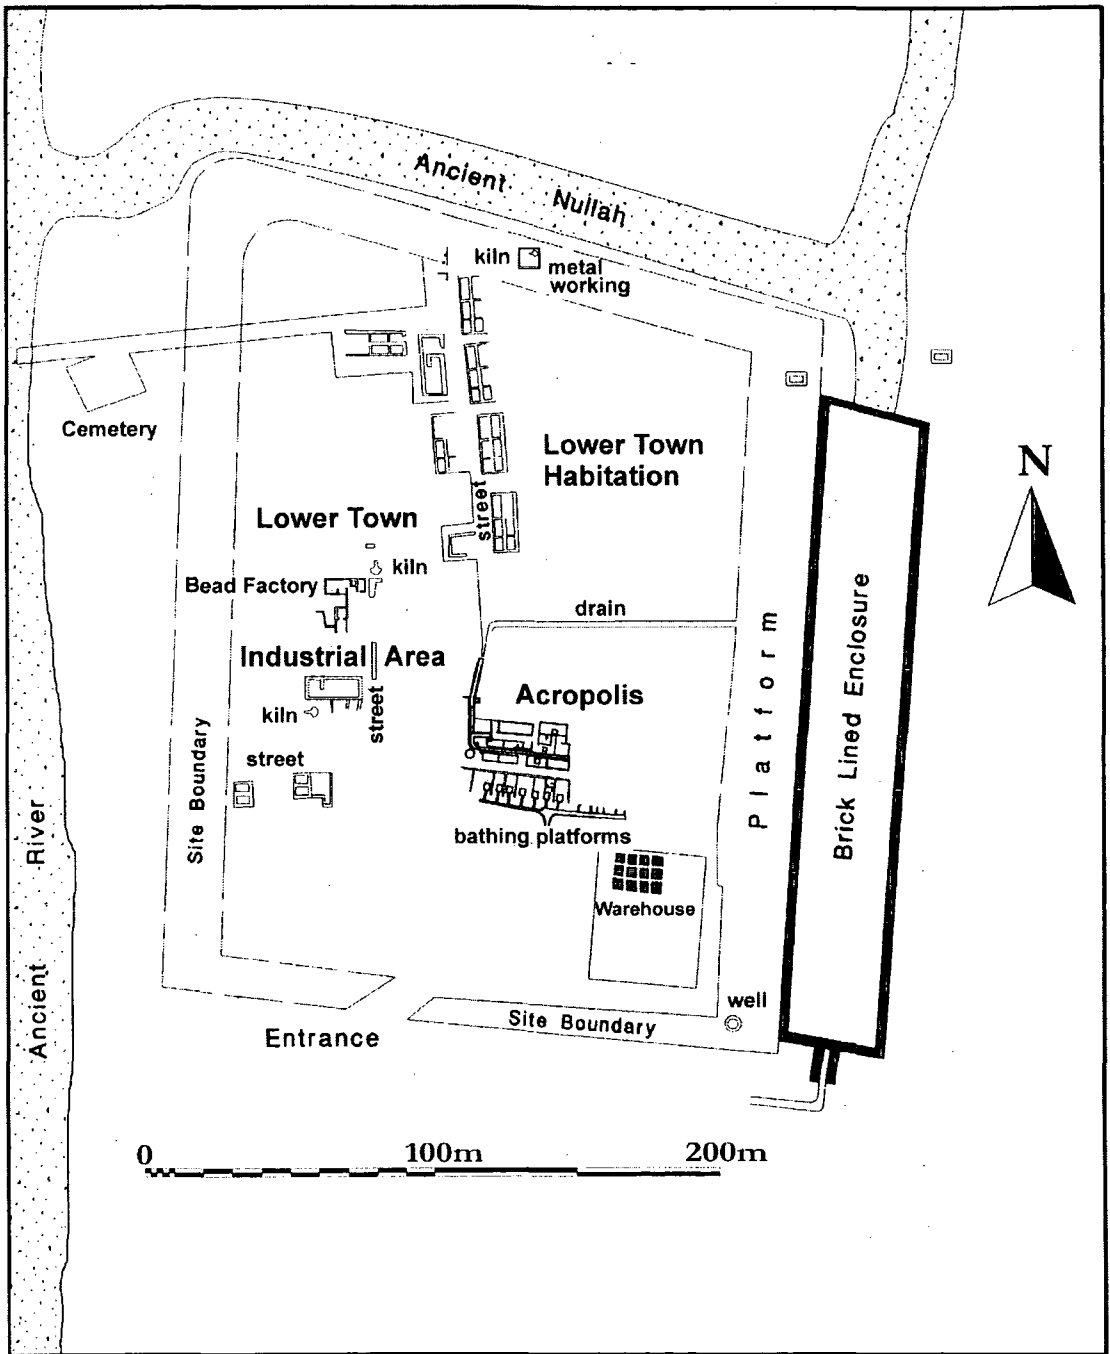 Ancient Nullah
kiln
metal
working
Cemetery
Lower Town
Habitation
N
street
Lower Town
kiln
Bead Factory
drain
Platform
Brick Lined Enclosure
Industrial Area
Acropolis
kiln
street
street
Site Boundary
bathing platforms
Ancient River
Warehouse
well
Site Boundary
Entrance
0 100m 200m